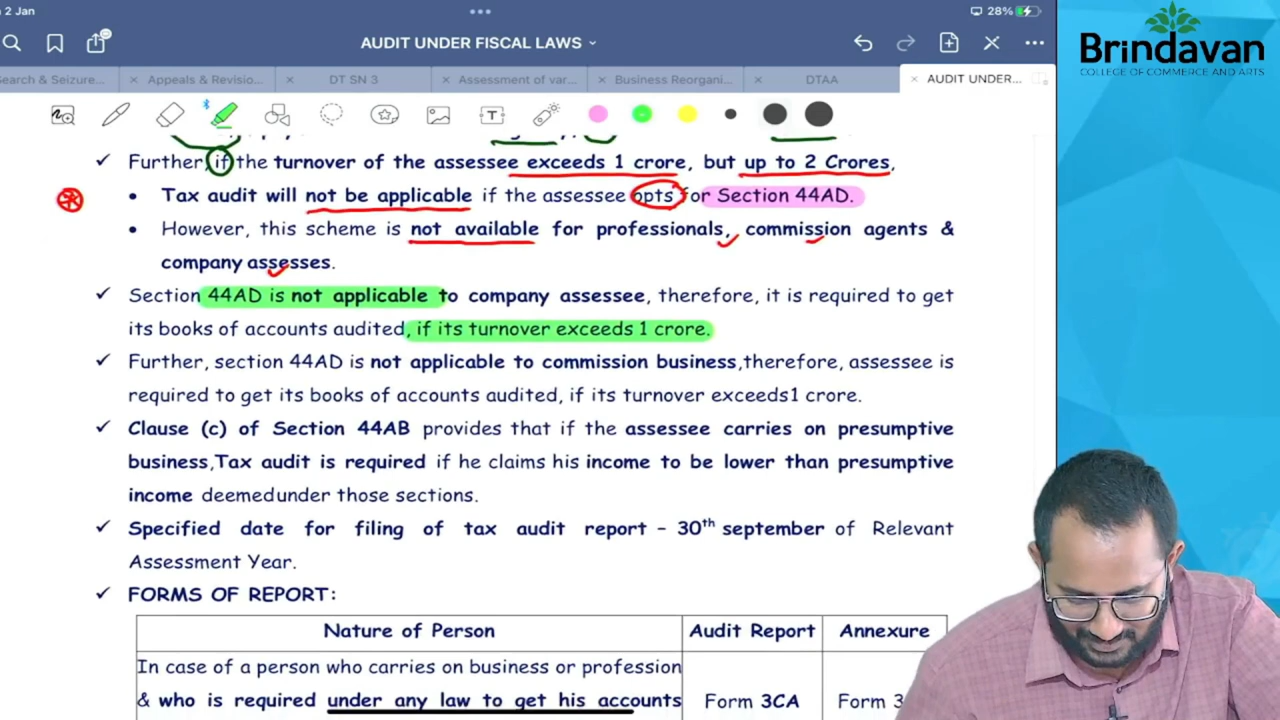 2 Jan
28%
AUDIT UNDER FISCAL LAWS
earch & Seizure...
Appeals & Revisio...
DT SN 3
Assessment of var...
Business Reorgani...
DTAA
AUDIT UNDER...
Brindavan
COLLEGE OF COMMERCE AND ARTS
✓ Further, if the turnover of the assessee exceeds 1 crore, but up to 2 Crores,
• Tax audit will not be applicable if the assessee opts for Section 44AD.
• However, this scheme is not available for professionals, commission agents &
company assesses.
✓ Section 44AD is not applicable to company assessee, therefore, it is required to get
its books of accounts audited, if its turnover exceeds 1 crore.
✓ Further, section 44AD is not applicable to commission business,therefore, assessee is
required to get its books of accounts audited, if its turnover exceeds1 crore.
✓ Clause (c) of Section 44AB provides that if the assessee carries on presumptive
business,Tax audit is required if he claims his income to be lower than presumptive
income deemedunder those sections.
✓ Specified date for filing of tax audit report – 30th september of Relevant
Assessment Year.
✓ FORMS OF REPORT:
Nature of Person
Audit Report
Annexure
In case of a person who carries on business or profession
& who is required under any law to get his accounts
Form 3CA
Form 3